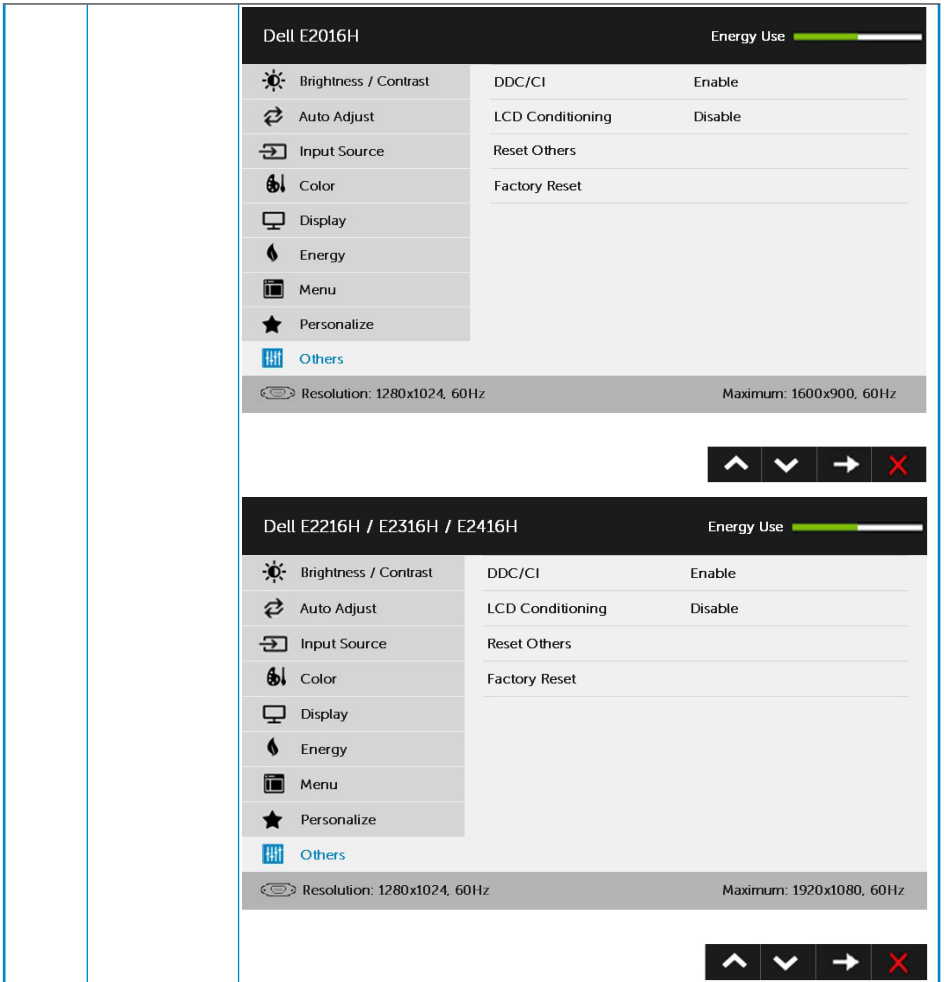 Dell E2016H Energy Use
Brightness / Contrast DDC/CI Enable
Auto Adjust LCD Conditioning Disable
Input Source Reset Others
Color Factory Reset
Display
Energy
Menu
Personalize
Others
Resolution: 1280x1024, 60Hz Maximum: 1600x900, 60Hz
Dell E2216H / E2316H / E2416H Energy Use
Brightness / Contrast DDC/CI Enable
Auto Adjust LCD Conditioning Disable
Input Source Reset Others
Color Factory Reset
Display
Energy
Menu
Personalize
Others
Resolution: 1280x1024, 60Hz Maximum: 1920x1080, 60Hz